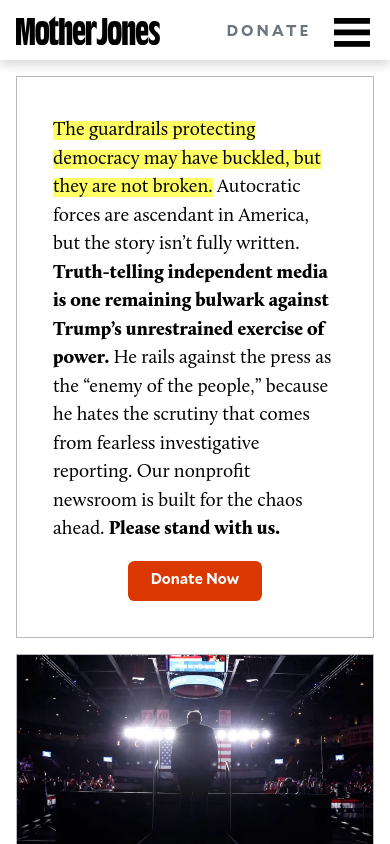 Mother Jones
DONATE
The guardrails protecting
democracy may have buckled, but
they are not broken. Autocratic
forces are ascendant in America,
but the story isn’t fully written.
Truth-telling independent media
is one remaining bulwark against
Trump’s unrestrained exercise of
power. He rails against the press as
the “enemy of the people,” because
he hates the scrutiny that comes
from fearless investigative
reporting. Our nonprofit
newsroom is built for the chaos
ahead. Please stand with us.
Donate Now